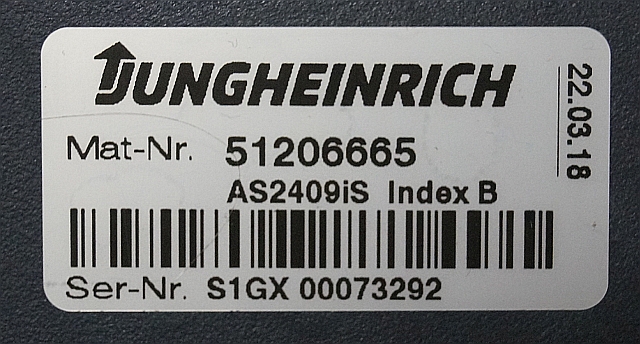 JUNGHEINRICH
Mat-Nr. 51206665
AS2409iS Index B
Ser-Nr. S1GX 00073292
22.03.18